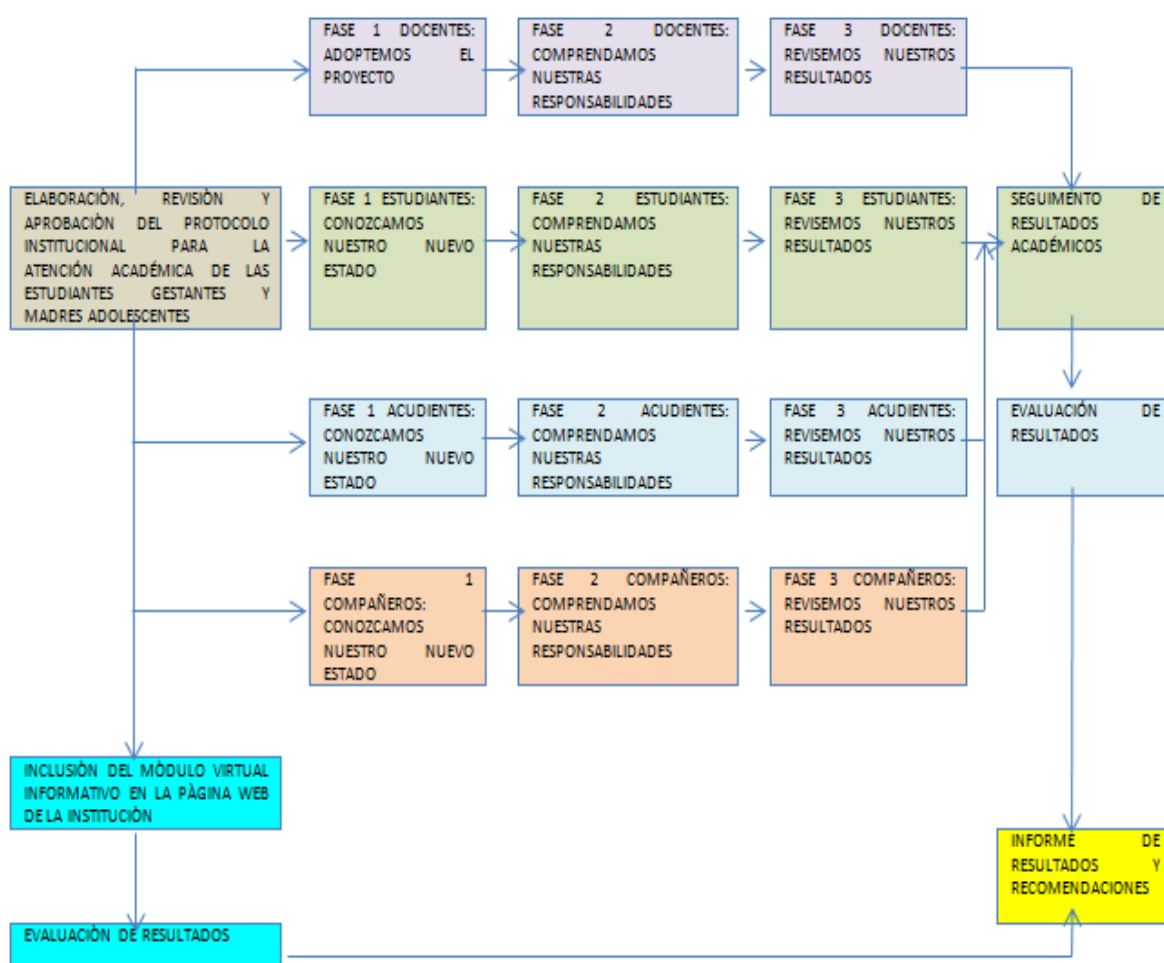 FASE 1 DOCENTES:
ADOPTEMOS EL
PROYECTO
FASE 2 DOCENTES:
COMPRENDAMOS
NUESTRAS
RESPONSABILIDADES
FASE 3 DOCENTES:
REVISEMOS NUESTROS
RESULTADOS
ELABORACIÒN, REVISIÒN Y
APROBACIÒN DEL PROTOCOLO
INSTITUCIONAL PARA LA
ATENCIÓN ACADÉMICA DE LAS
ESTUDIANTES GESTANTES Y
MADRES ADOLESCENTES
FASE 1 ESTUDIANTES:
CONOZCAMOS
NUESTRO NUEVO
ESTADO
FASE 2 ESTUDIANTES:
COMPRENDAMOS
NUESTRAS
RESPONSABILIDADES
FASE 3 ESTUDIANTES:
REVISEMOS NUESTROS
RESULTADOS
SEGUIMENTO DE
RESULTADOS
ACADÉMICOS
FASE 1 ACUDIENTES:
CONOZCAMOS
NUESTRO NUEVO
ESTADO
FASE 2 ACUDIENTES:
COMPRENDAMOS
NUESTRAS
RESPONSABILIDADES
FASE 3 ACUDIENTES:
REVISEMOS NUESTROS
RESULTADOS
EVALUACIÓN DE
RESULTADOS
FASE 1
COMPAÑEROS:
CONOZCAMOS
NUESTRO NUEVO
ESTADO
FASE 2 COMPAÑEROS:
COMPRENDAMOS
NUESTRAS
RESPONSABILIDADES
FASE 3 COMPAÑEROS:
REVISEMOS NUESTROS
RESULTADOS
INCLUSIÒN DEL MÒDULO VIRTUAL
INFORMATIVO EN LA PÀGINA WEB
DE LA INSTITUCIÒN
INFORME DE
RESULTADOS Y
RECOMENDACIONES
EVALUACIÒN DE RESULTADOS